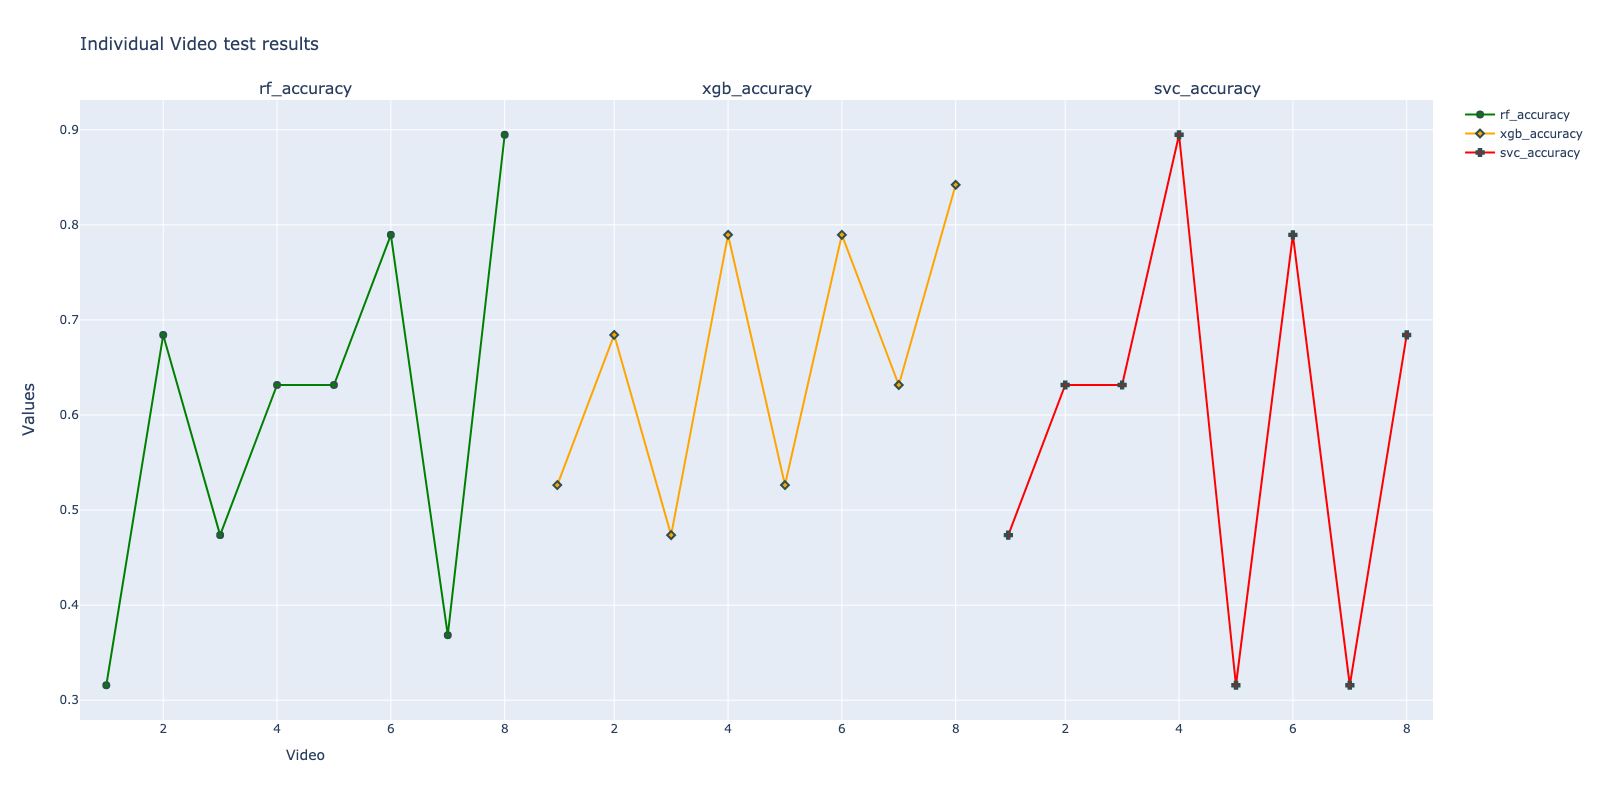 Individual Video test results
rf_accuracy
xgb_accuracy
svc_accuracy
rf_accuracy
xgb_accuracy
svc_accuracy
0.9
0.8
0.7
0.6
0.5
0.4
0.3
Values
2 4 6 8 2 4 6 8 2 4 6 8
Video